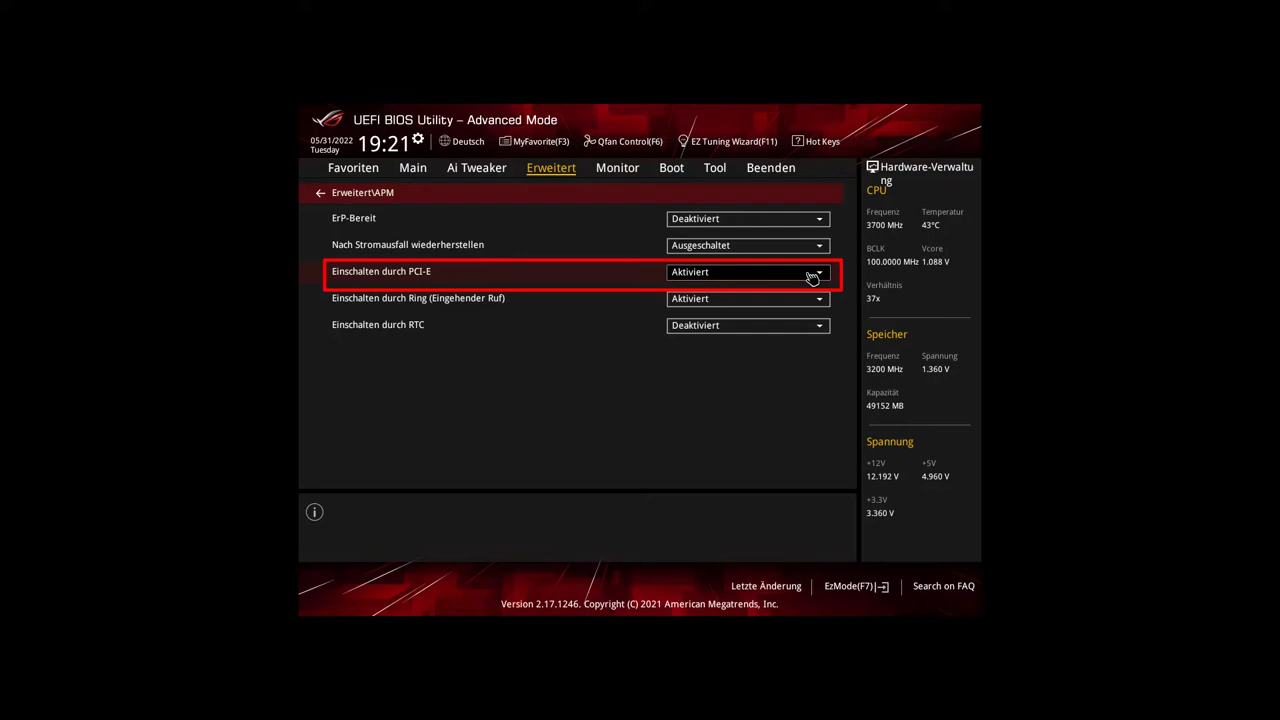 UEFI BIOS Utility – Advanced Mode
05/31/2022
Tuesday
19:21
Deutsch
MyFavorite(F3)
Qfan Control(F6)
EZ Tuning Wizard(F11)
? Hot Keys
Favoriten Main Ai Tweaker Erweitert Monitor Boot Tool Beenden
Erweitert\APM
ErP-Bereit Deaktiviert
Nach Stromausfall wiederherstellen Ausgeschaltet
Einschalten durch PCI-E Aktiviert
Einschalten durch Ring (Eingehender Ruf) Aktiviert
Einschalten durch RTC Deaktiviert
Hardware-Verwaltu
ng
CPU
Frequenz Temperatur
3700 MHz 43°C
BCLK Vcore
100.0000 MHz 1.088 V
Verhältnis
37x
Speicher
Frequenz Spannung
3200 MHz 1.360 V
Kapazität
49152 MB
Spannung
+12V +5V
12.192 V 4.960 V
+3.3V
3.360 V
i
Letzte Änderung EzMode(F7) Search on FAQ
Version 2.17.1246. Copyright (C) 2021 American Megatrends, Inc.